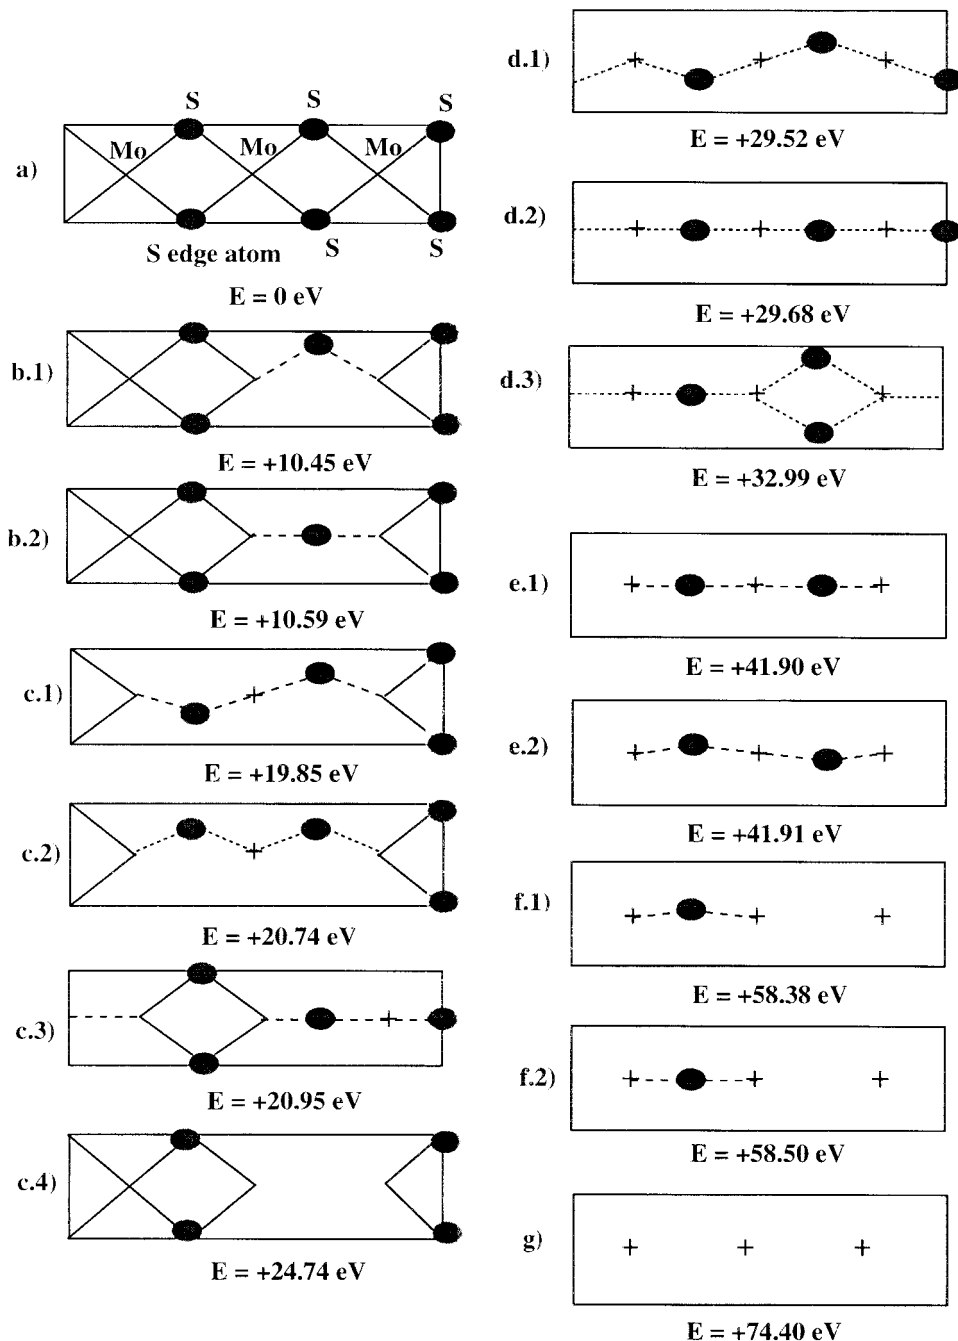 S
S
S
Mo
Mo
Mo
a)
S edge atom
S
S
E = 0 eV
b.1)
E = +10.45 eV
b.2)
E = +10.59 eV
c.1)
E = +19.85 eV
c.2)
E = +20.74 eV
c.3)
E = +20.95 eV
c.4)
E = +24.74 eV
d.1)
E = +29.52 eV
d.2)
E = +29.68 eV
d.3)
E = +32.99 eV
e.1)
E = +41.90 eV
e.2)
E = +41.91 eV
f.1)
E = +58.38 eV
f.2)
E = +58.50 eV
g)
E = +74.40 eV